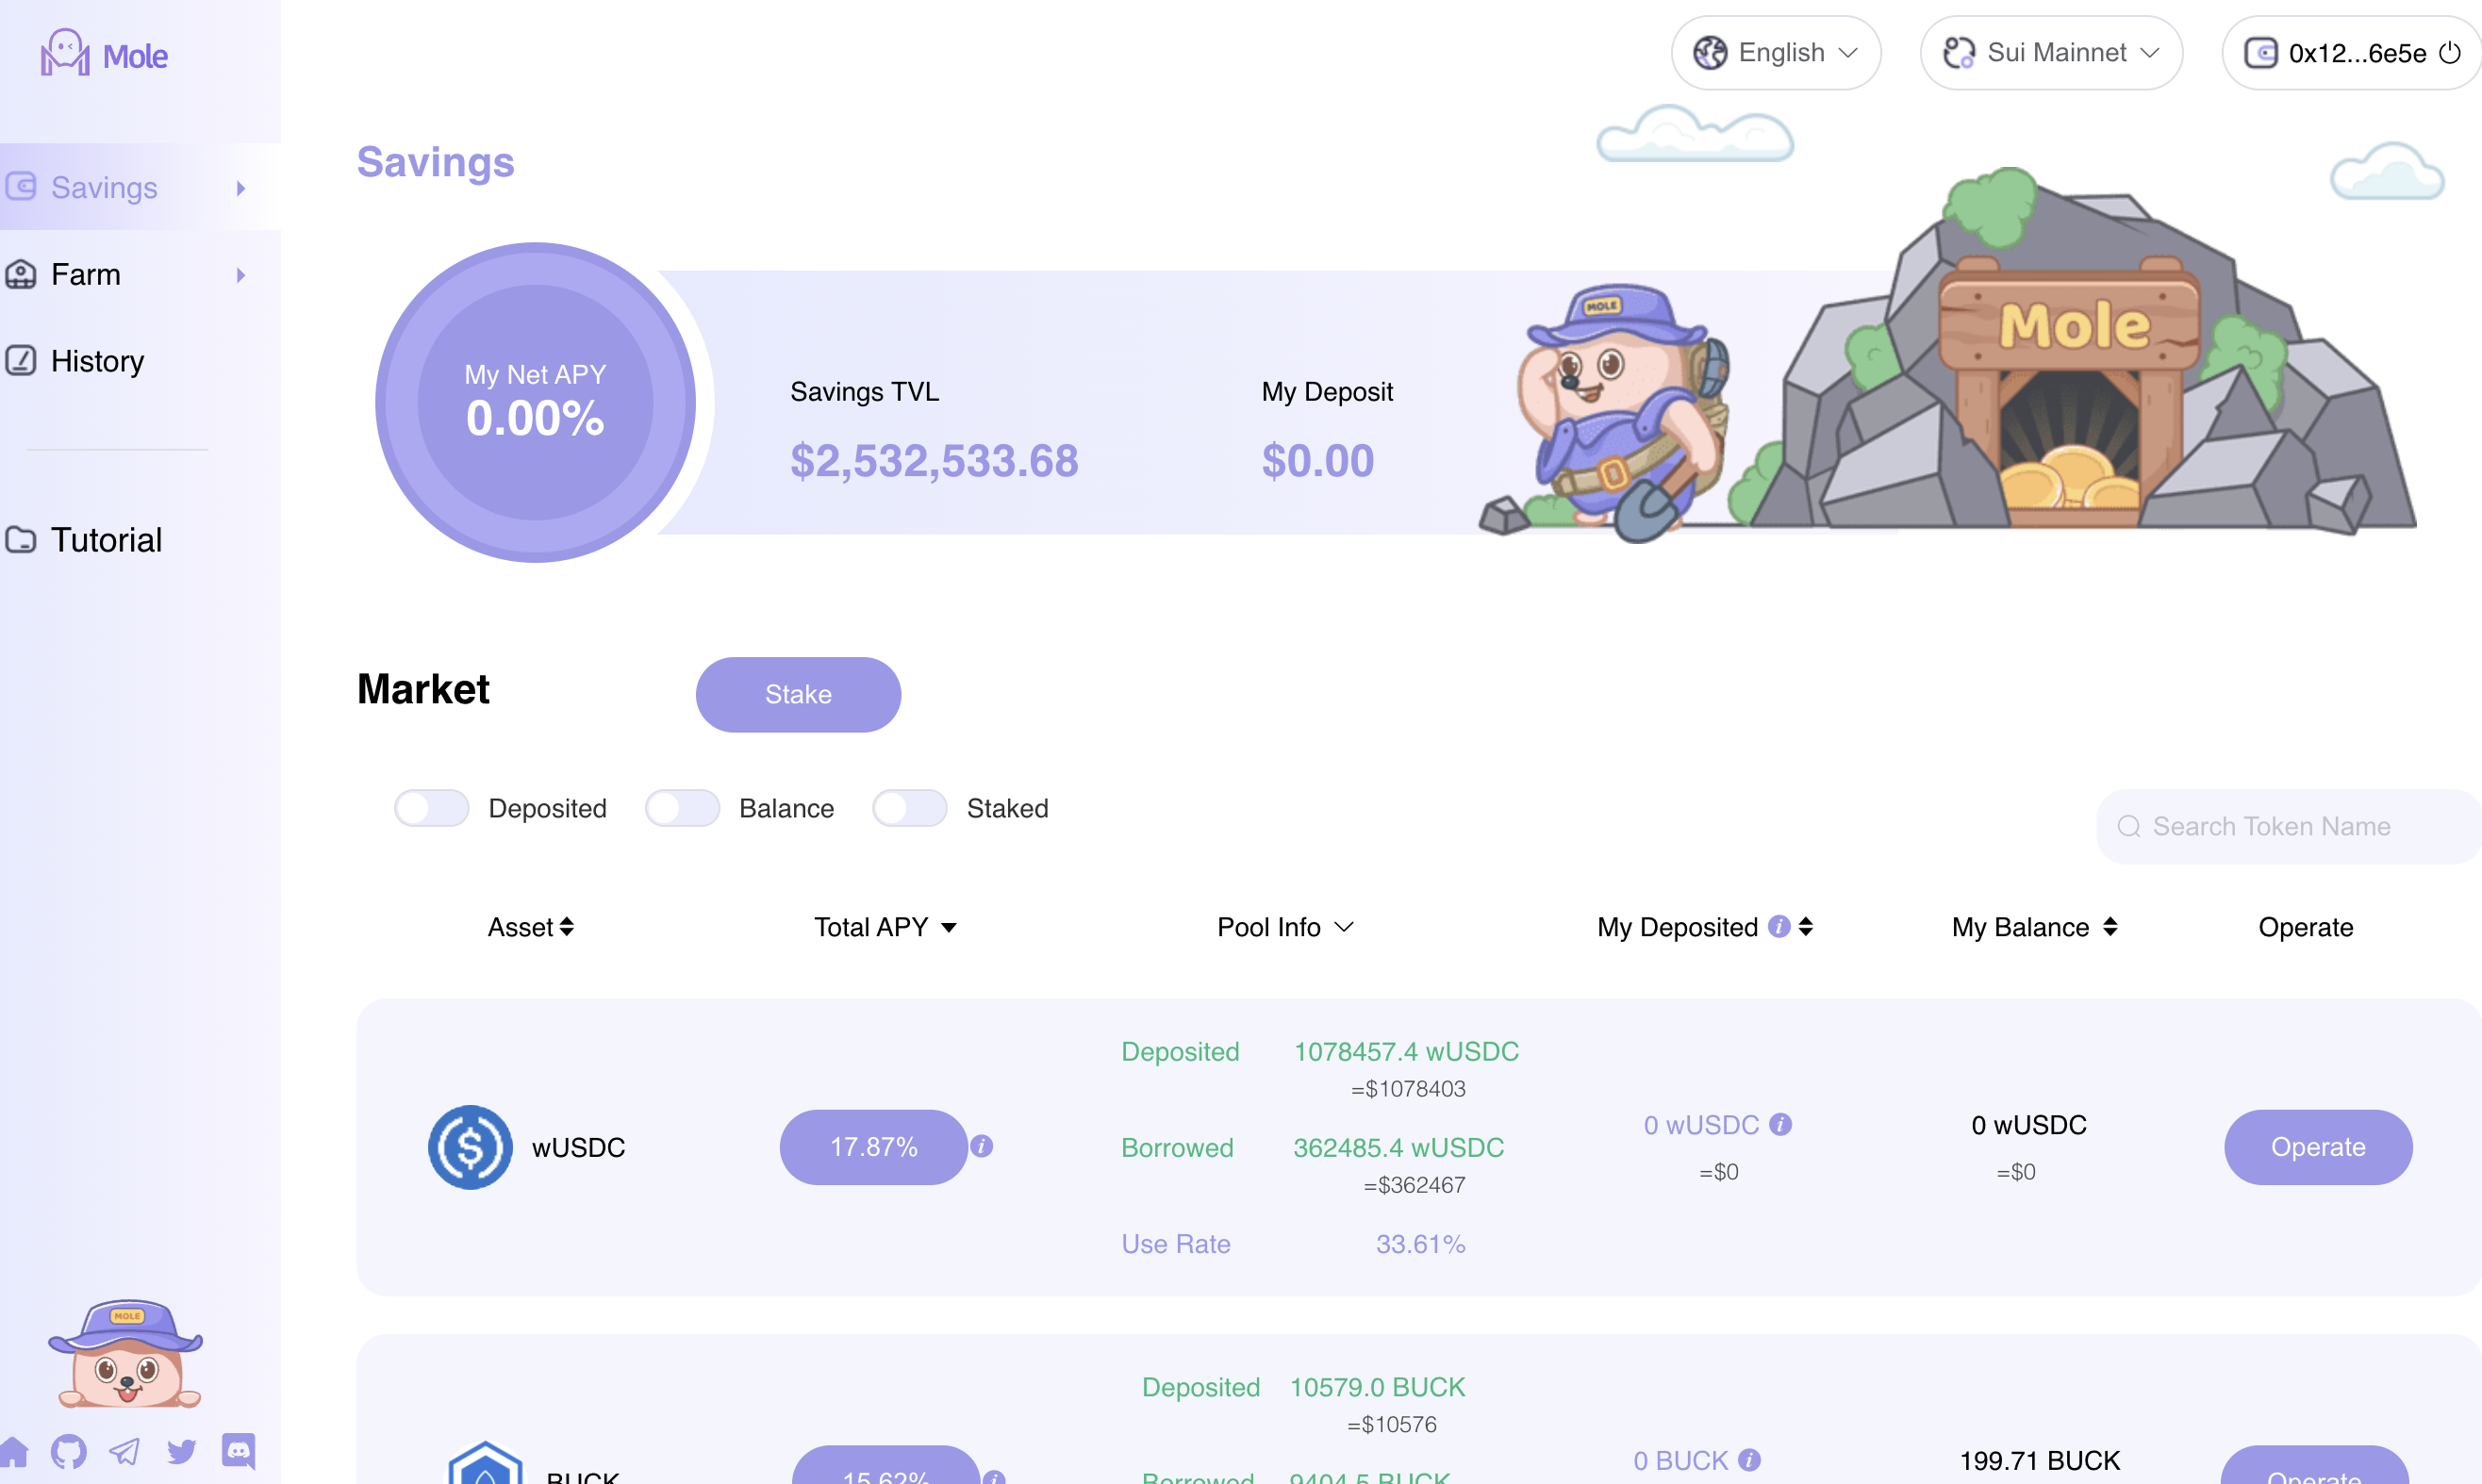 Mole
English
Sui Mainnet
0x12...6e5e
Savings
Farm
History
Tutorial
Savings
My Net APY
0.00%
Savings TVL
$2,532,533.68
My Deposit
$0.00
MOLE
Mole
Market
Stake
Deposited
Balance
Staked
Search Token Name
Asset
Total APY
Pool Info
My Deposited
My Balance
Operate
wUSDC
17.87%
Deposited 1078457.4 wUSDC
=$1078403
Borrowed 362485.4 wUSDC
=$362467
Use Rate 33.61%
0 wUSDC
=$0
0 wUSDC
=$0
Operate
BUCK
15.62%
Deposited 10579.0 BUCK
=$10576
Borrowed 9404.5 BUCK
0 BUCK
199.71 BUCK
Operate
MOLE